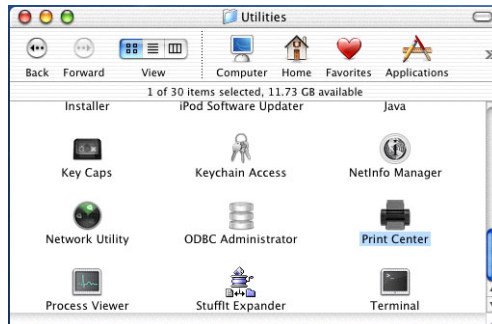 Utilities
Back Forward View Computer Home Favorites Applications
1 of 30 items selected, 11.73 GB available
Installer iPod Software Updater Java
Key Caps Keychain Access NetInfo Manager
Network Utility ODBC Administrator Print Center
Process Viewer StuffIt Expander Terminal